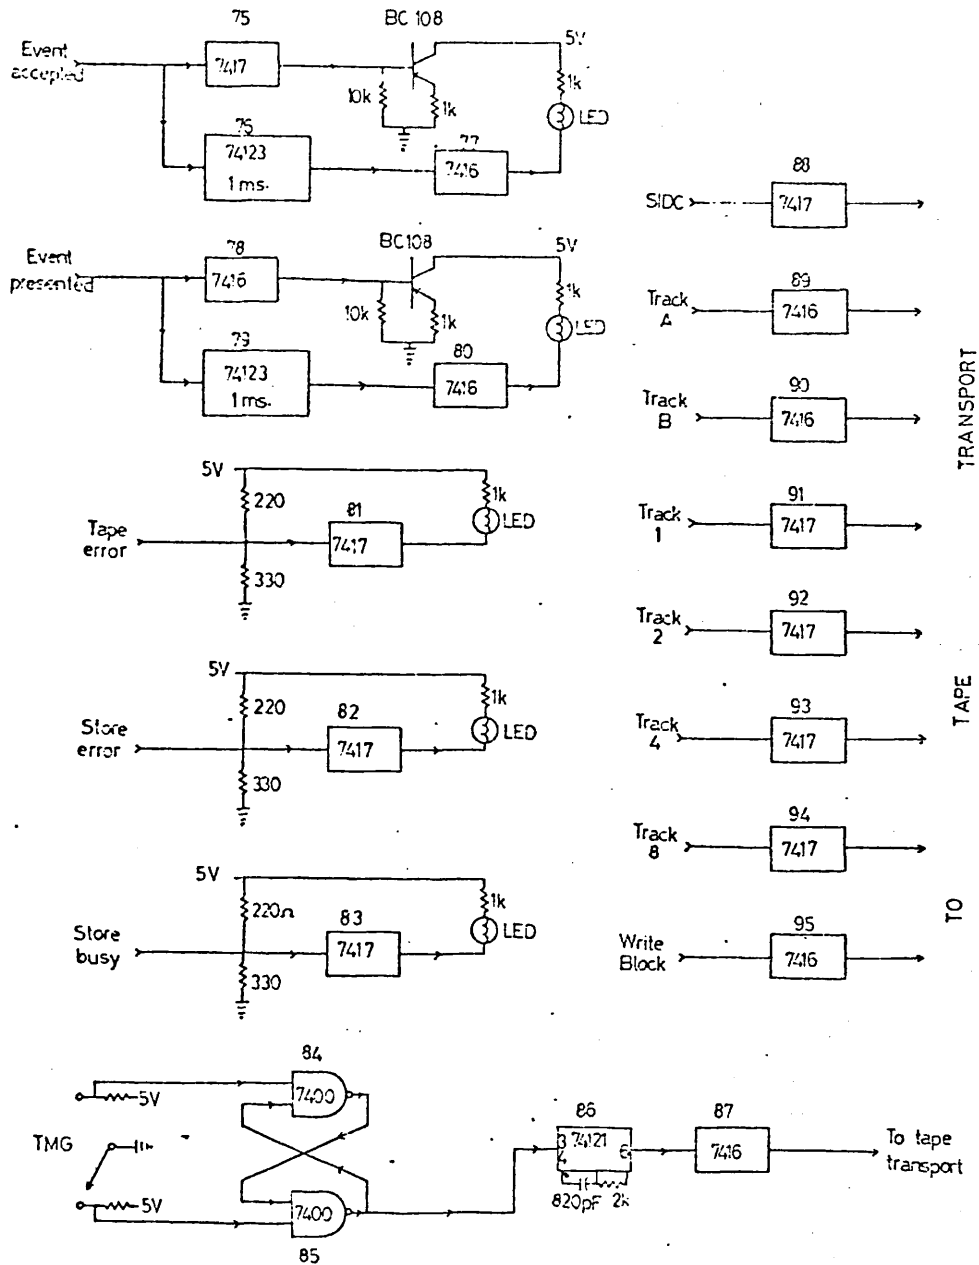 75
BC 108
5V
Event
accepted
7417
10k
1k
1k
LED
76
74123
1 ms.
77
7416
88
SIDC
7417
78
BC108
5V
Event
presented
7416
10k
1k
1k
LED
79
74123
1 ms.
80
7416
89
Track
A
7416
90
Track
B
7416
5V
220
1k
LED
81
Tape
error
7417
330
91
Track
1
7417
92
Track
2
7417
5V
220
1k
LED
82
Store
error
7417
330
93
Track
4
7417
94
Track
8
7417
5V
220Ω
1k
LED
83
Store
busy
7417
330
95
Write
Block
7416
TO TAPE TRANSPORT
84
7400
5V
TMG
5V
7400
85
86
3
4
74121
6
820pF 2k
87
7416
To tape
transport